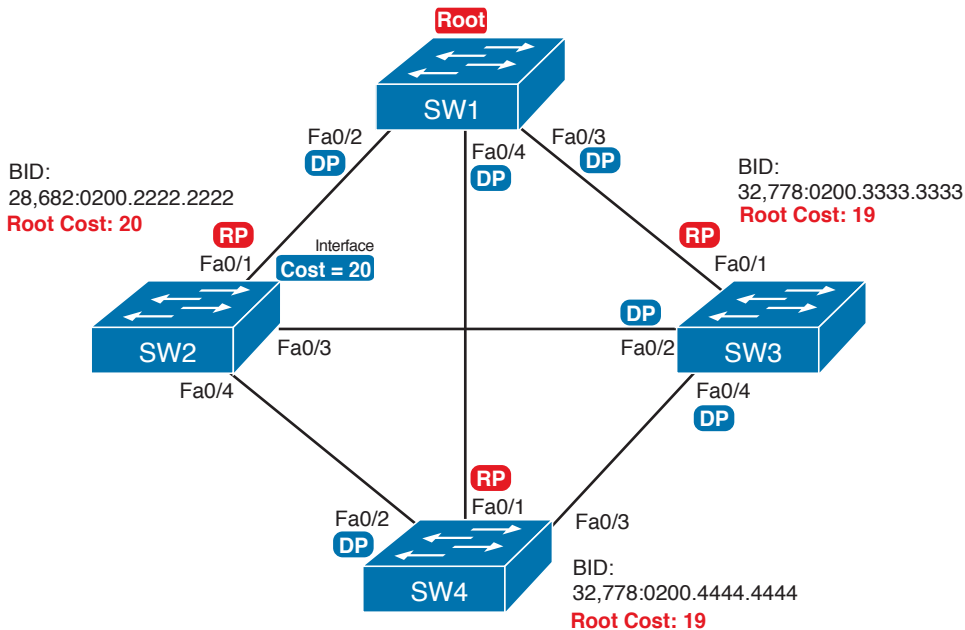 Root
SW1
Fa0/2
DP
Fa0/4
DP
Fa0/3
DP
BID:
28,682:0200.2222.2222
Root Cost: 20
BID:
32,778:0200.3333.3333
Root Cost: 19
RP
Fa0/1
Interface
Cost = 20
RP
Fa0/1
SW2
Fa0/3
Fa0/4
DP
Fa0/2
SW3
Fa0/4
DP
RP
Fa0/1
Fa0/2
DP
Fa0/3
SW4
BID:
32,778:0200.4444.4444
Root Cost: 19